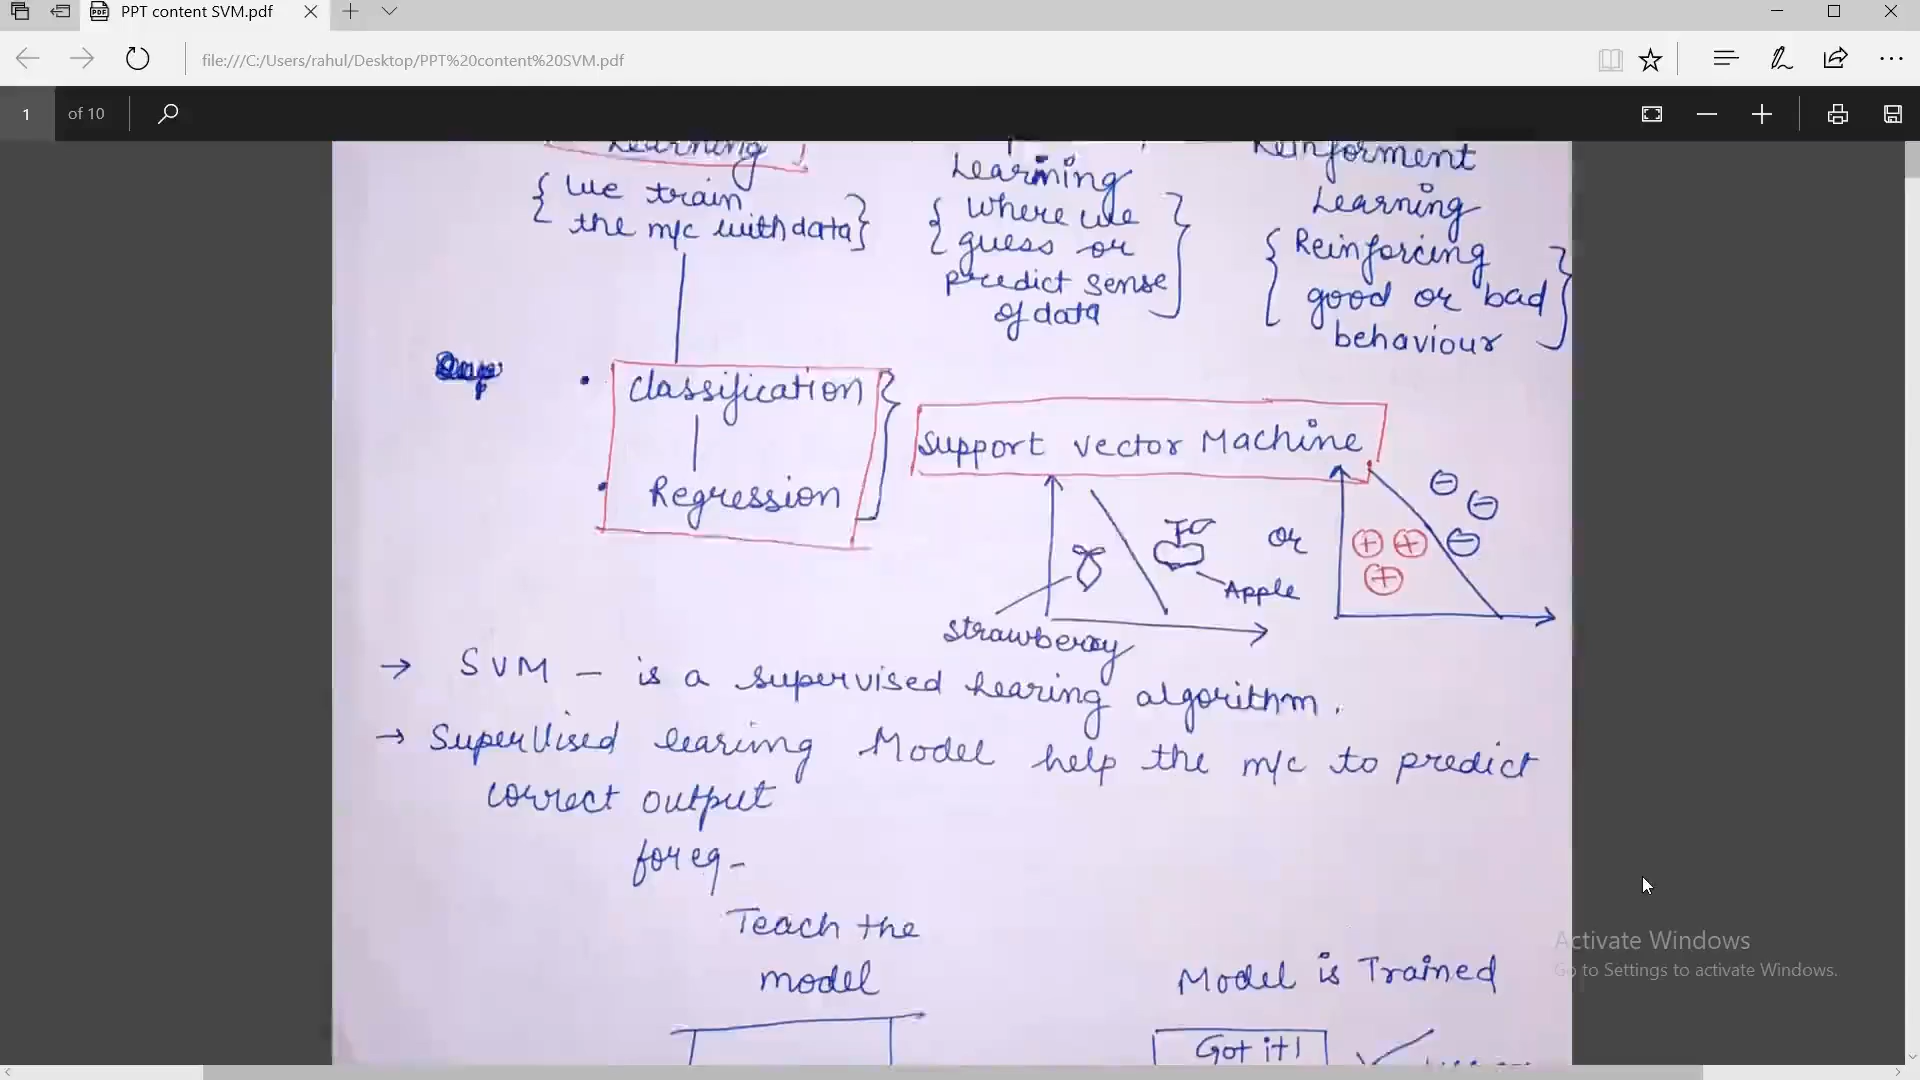 PPT content SVM.pdf
file:///C:/Users/rahul/Desktop/PPT%20content%20SVM.pdf
1 of 10
Learning
{ We train
the m/c with data }
Learning
{ Where we
guess or
predict sense
of data }
Reinforment
Learning
{ Reinforcing
good or bad
behaviour }
Classification
Regression
Support Vector Machine
or
Apple
Strawberry
→ SVM – is a supervised hearing algorithm.
→ Supervised learimg Model help the m/c to predict
correct output
for eg –
Teach the
model
Model is Trained
Got it!
Activate Windows
Go to Settings to activate Windows.